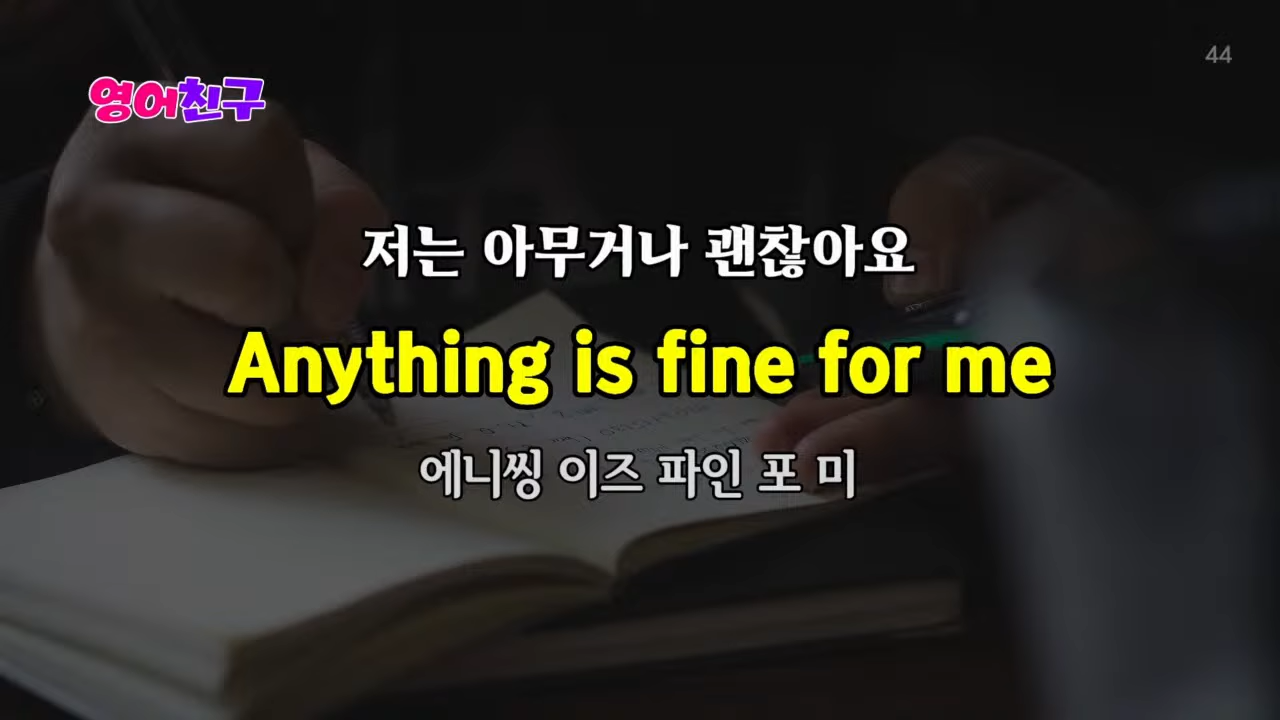 44
영어친구
저는 아무거나 괜찮아요
Anything is fine for me
에니씽 이즈 파인 포 미